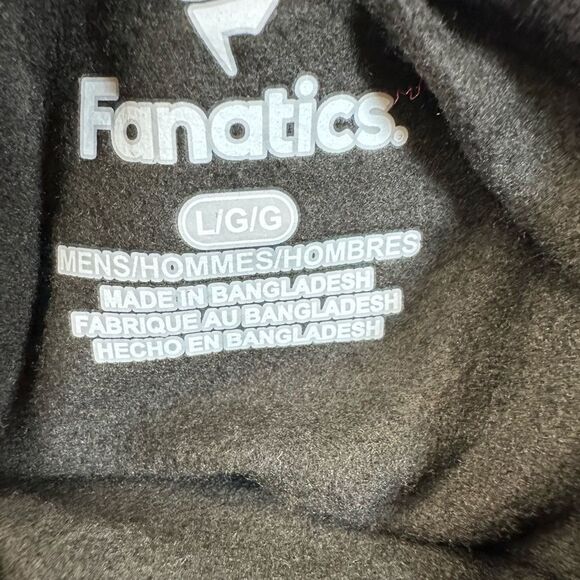 Fanatics.
L/G/G
MENS/HOMMES/HOMBRES
MADE IN BANGLADESH
FABRIQUE AU BANGLADESH
HECHO EN BANGLADESH